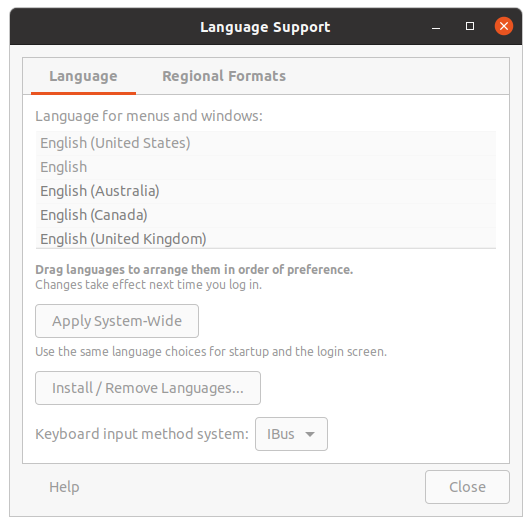 Language Support
Language Regional Formats
Language for menus and windows:
English (United States)
English
English (Australia)
English (Canada)
English (United Kingdom)
Drag languages to arrange them in order of preference.
Changes take effect next time you log in.
Apply System-Wide
Use the same language choices for startup and the login screen.
Install / Remove Languages...
Keyboard input method system: IBus
Help Close